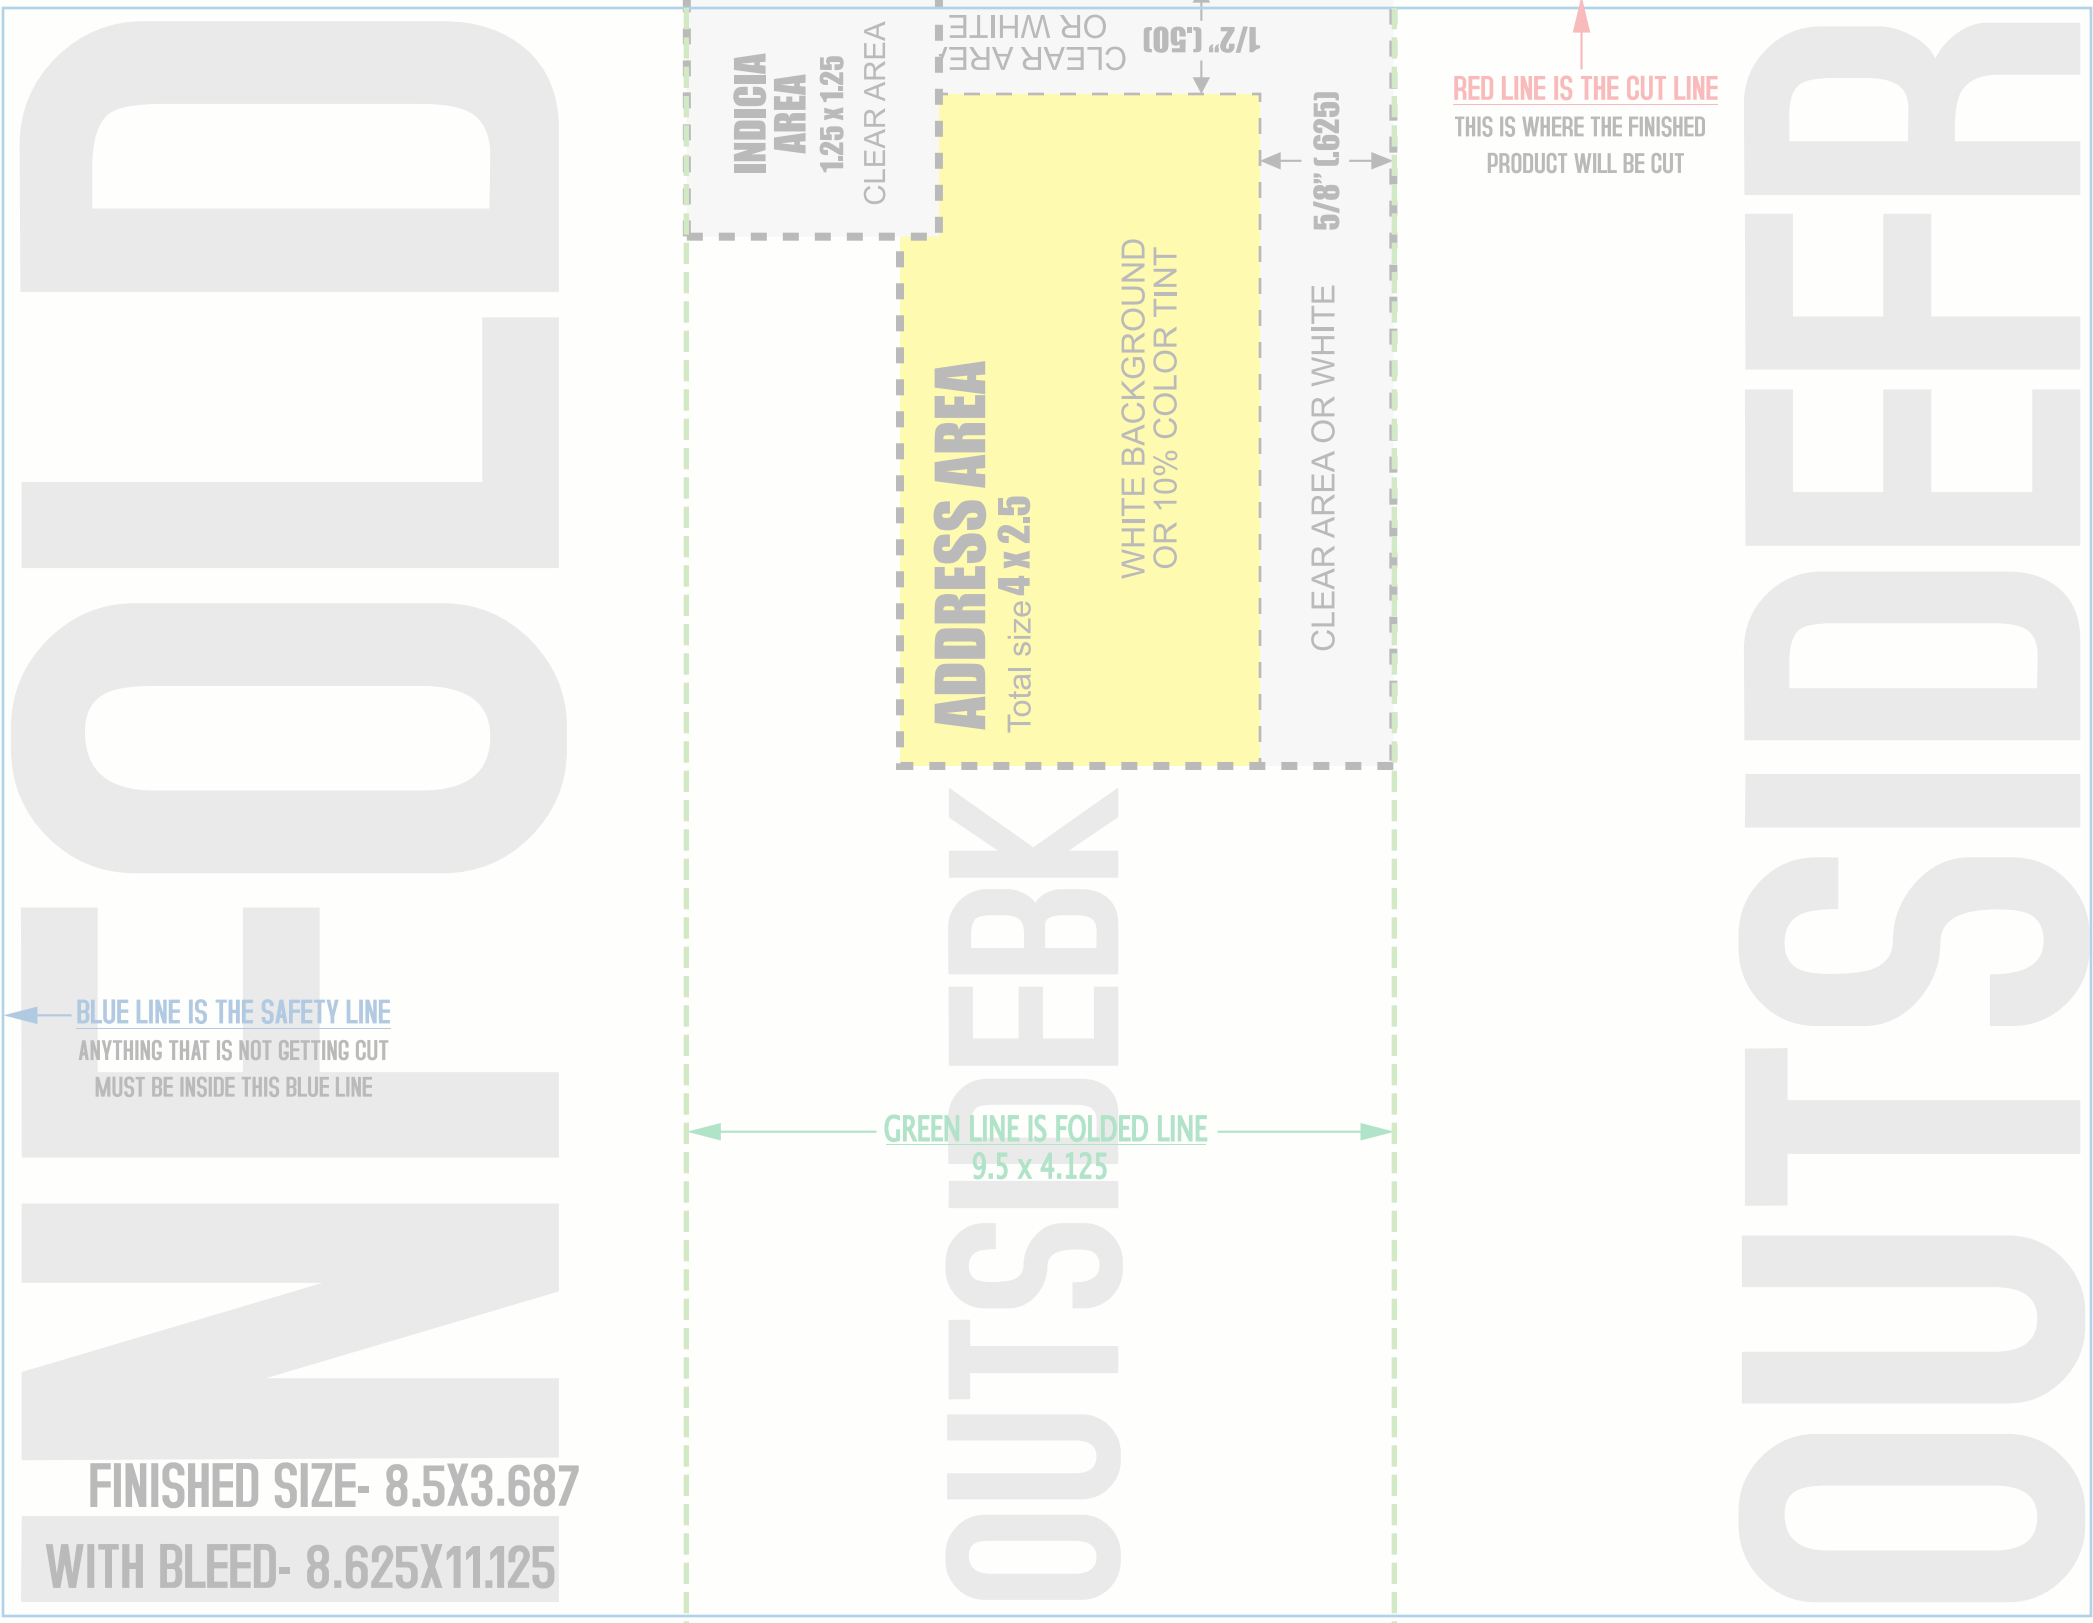 INFOLD
BLUE LINE IS THE SAFETY LINE
ANYTHING THAT IS NOT GETTING CUT
MUST BE INSIDE THIS BLUE LINE
FINISHED SIZE- 8.5X3.687
WITH BLEED- 8.625X11.125
INDICIA
AREA
1.25 x 1.25
CLEAR AREA
CLEAR AREA
OR WHITE
1/2” (.50)
ADDRESS AREA
Total size 4 x 2.5
WHITE BACKGROUND
OR 10% COLOR TINT
5/8” (.625)
CLEAR AREA OR WHITE
OUTSIDEBK
GREEN LINE IS FOLDED LINE
9.5 x 4.125
RED LINE IS THE CUT LINE
THIS IS WHERE THE FINISHED
PRODUCT WILL BE CUT
OUTSIDEFR